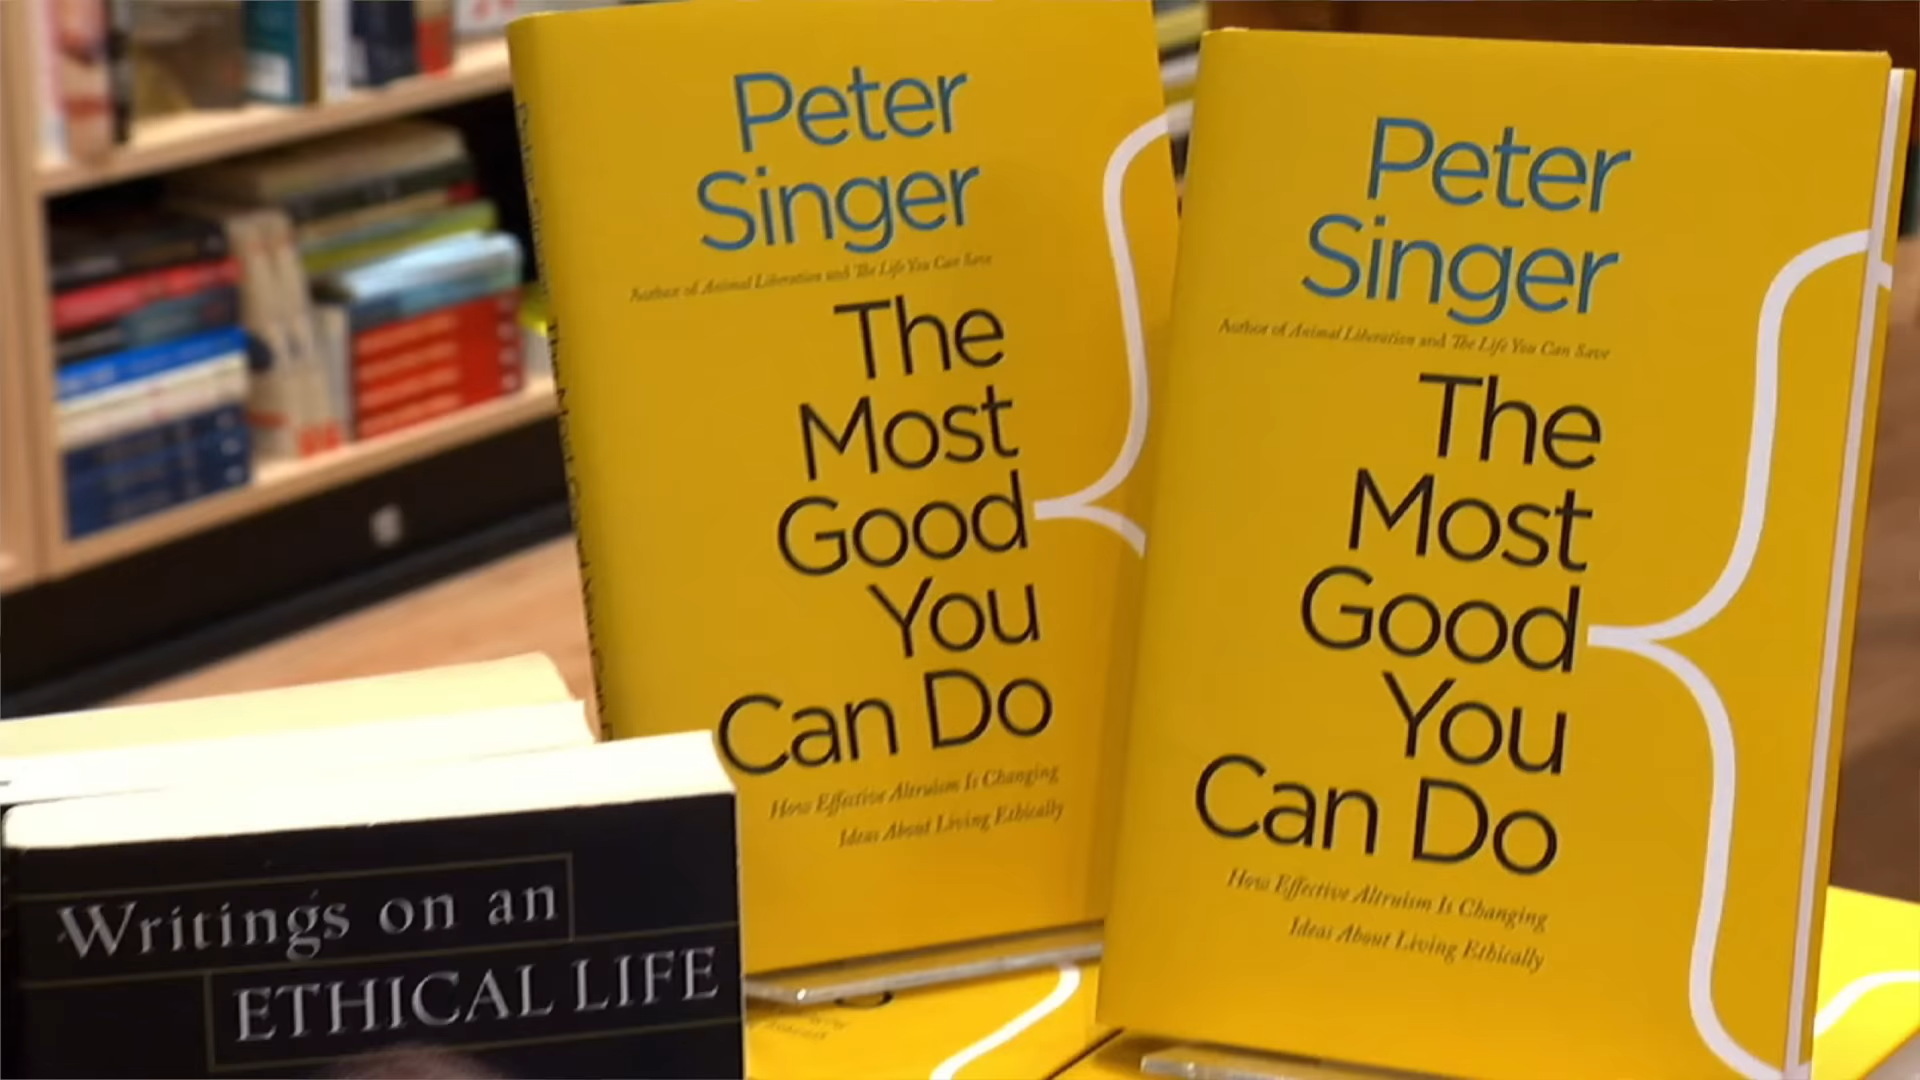 Peter
Singer
Author of Animal Liberation and The Life You Can Save
The
Most
Good
You
Can Do
How Effective Altruism Is Changing
Ideas About Living Ethically
Peter
Singer
Author of Animal Liberation and The Life You Can Save
The
Most
Good
You
Can Do
How Effective Altruism Is Changing
Ideas About Living Ethically
Writings on an
ETHICAL LIFE